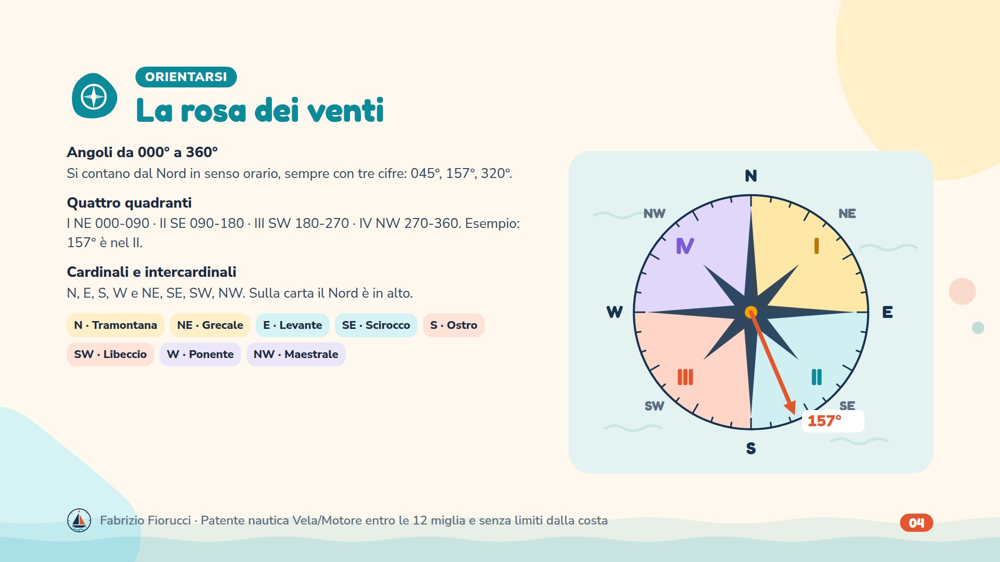 ORIENTARSI
La rosa dei venti
Angoli da 000° a 360°
Si contano dal Nord in senso orario, sempre con tre cifre: 045°, 157°, 320°.
Quattro quadranti
I NE 000-090 · II SE 090-180 · III SW 180-270 · IV NW 270-360. Esempio:
157° è nel II.
Cardinali e intercardinali
N, E, S, W e NE, SE, SW, NW. Sulla carta il Nord è in alto.
N · Tramontana
NE · Grecale
E · Levante
SE · Scirocco
S · Ostro
SW · Libeccio
W · Ponente
NW · Maestrale
N
NW
NE
IV
I
W
E
III
II
SW
SE
157°
S
Fabrizio Fiorucci · Patente nautica Vela/Motore entro le 12 miglia e senza limiti dalla costa
04